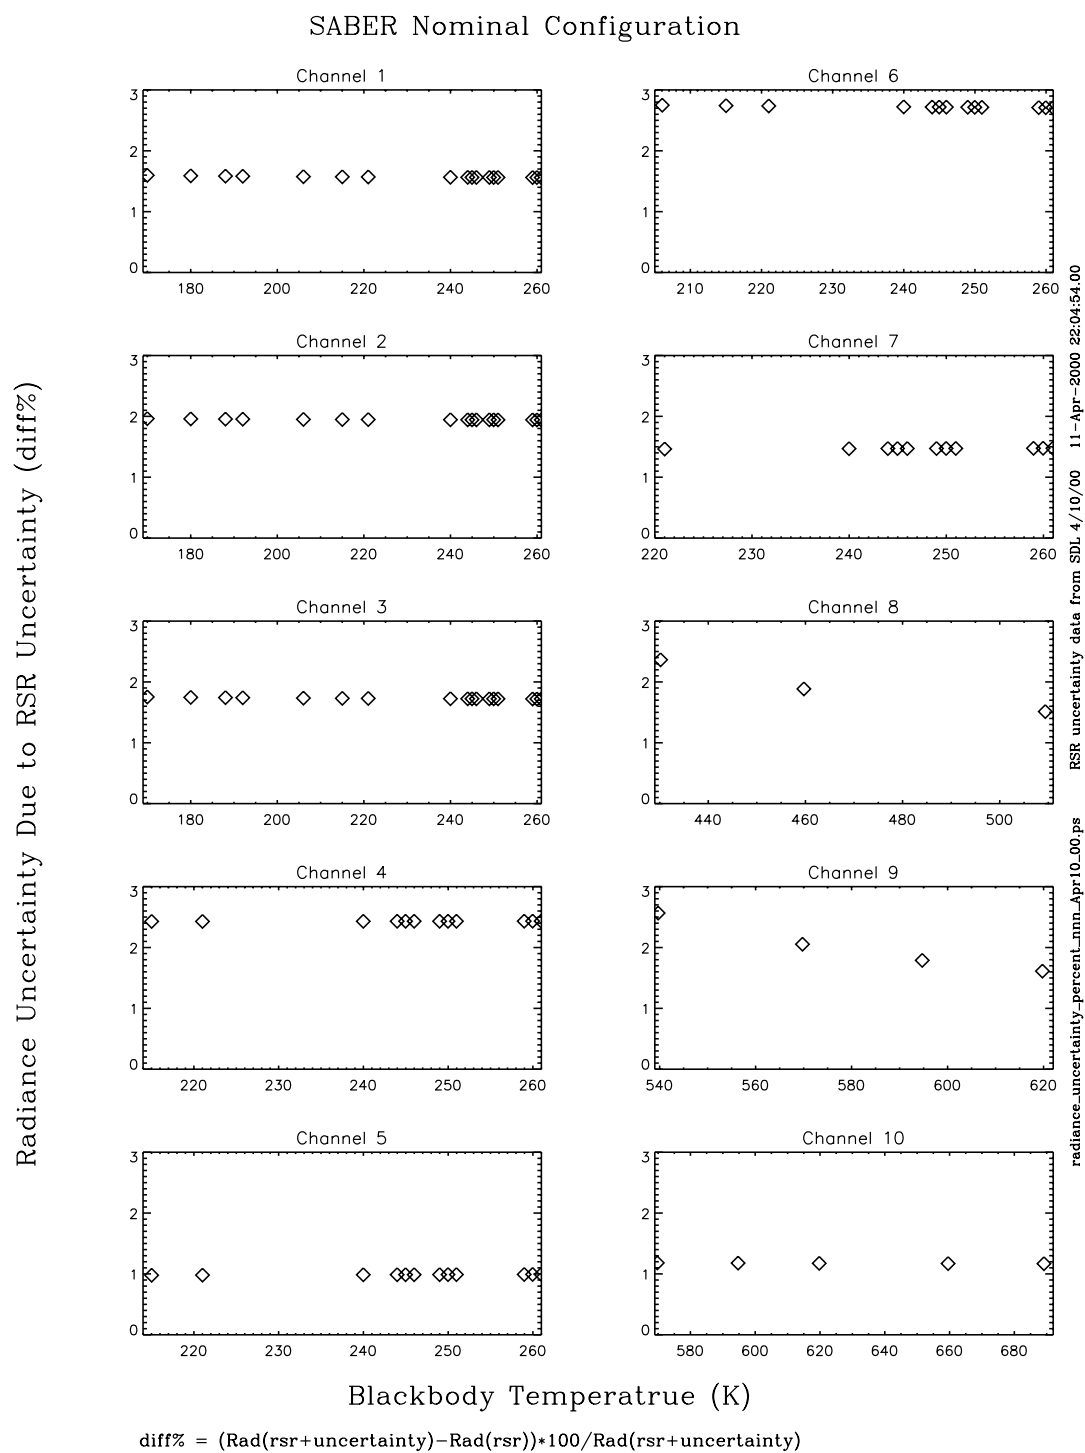 SABER Nominal Configuration
Channel 1
3
2
1
0
180 200 220 240 260
Channel 6
3
2
1
0
210 220 230 240 250 260
Channel 2
3
2
1
0
180 200 220 240 260
Channel 7
3
2
1
0
220 230 240 250 260
Channel 3
3
2
1
0
180 200 220 240 260
Channel 8
3
2
1
0
440 460 480 500
Channel 4
3
2
1
0
220 230 240 250 260
Channel 9
3
2
1
0
540 560 580 600 620
Channel 5
3
2
1
0
220 230 240 250 260
Channel 10
3
2
1
0
580 600 620 640 660 680
Radiance Uncertainty Due to RSR Uncertainty (diff%)
Blackbody Temperatrue (K)
diff% = (Rad(rsr+uncertainty)-Rad(rsr))*100/Rad(rsr+uncertainty)
radiance_uncertainty_percent_nnn_Apr10_00.ps RSR uncertainty data from SDL 4/10/00 11-Apr-2000 22:04:54.00